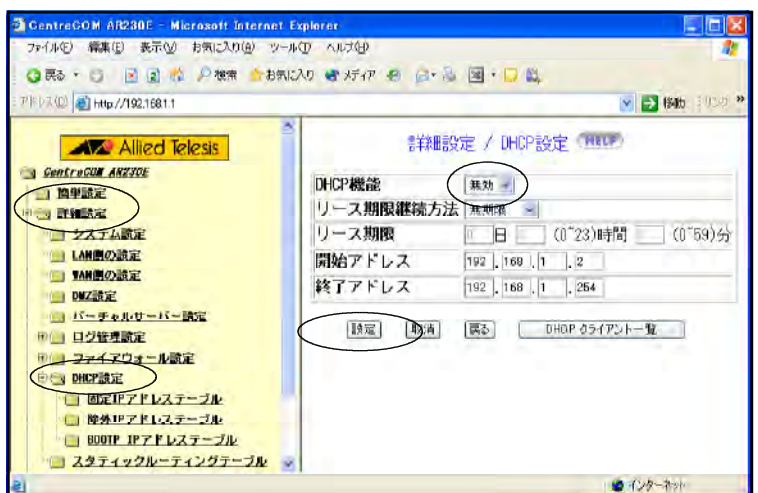 CentreCOM AR230E - Microsoft Internet Explorer
ファイル(F) 編集(E) 表示(V) お気に入り(A) ツール(T) ヘルプ(H)
戻る 検索 お気に入り メディア
アドレス(D) http://192.168.1.1 移動 リンク »
Allied Telesis
CentreCOM AR230E
簡単設定
詳細設定
システム設定
LAN側の設定
WAN側の設定
DMZ設定
バーチャルサーバー設定
ログ管理設定
ファイアウォール設定
DHCP設定
固定IPアドレステーブル
除外IPアドレステーブル
BOOTP IPアドレステーブル
スタティックルーティングテーブル
詳細設定 / DHCP設定 HELP
DHCP機能 無効
リース期限継続方法 無期限
リース期限 日 (0~23)時間 (0~59)分
開始アドレス 192 . 168 . 1 . 2
終了アドレス 192 . 168 . 1 . 254
設定 取消 戻る DHCP クライアント一覧
インターネット